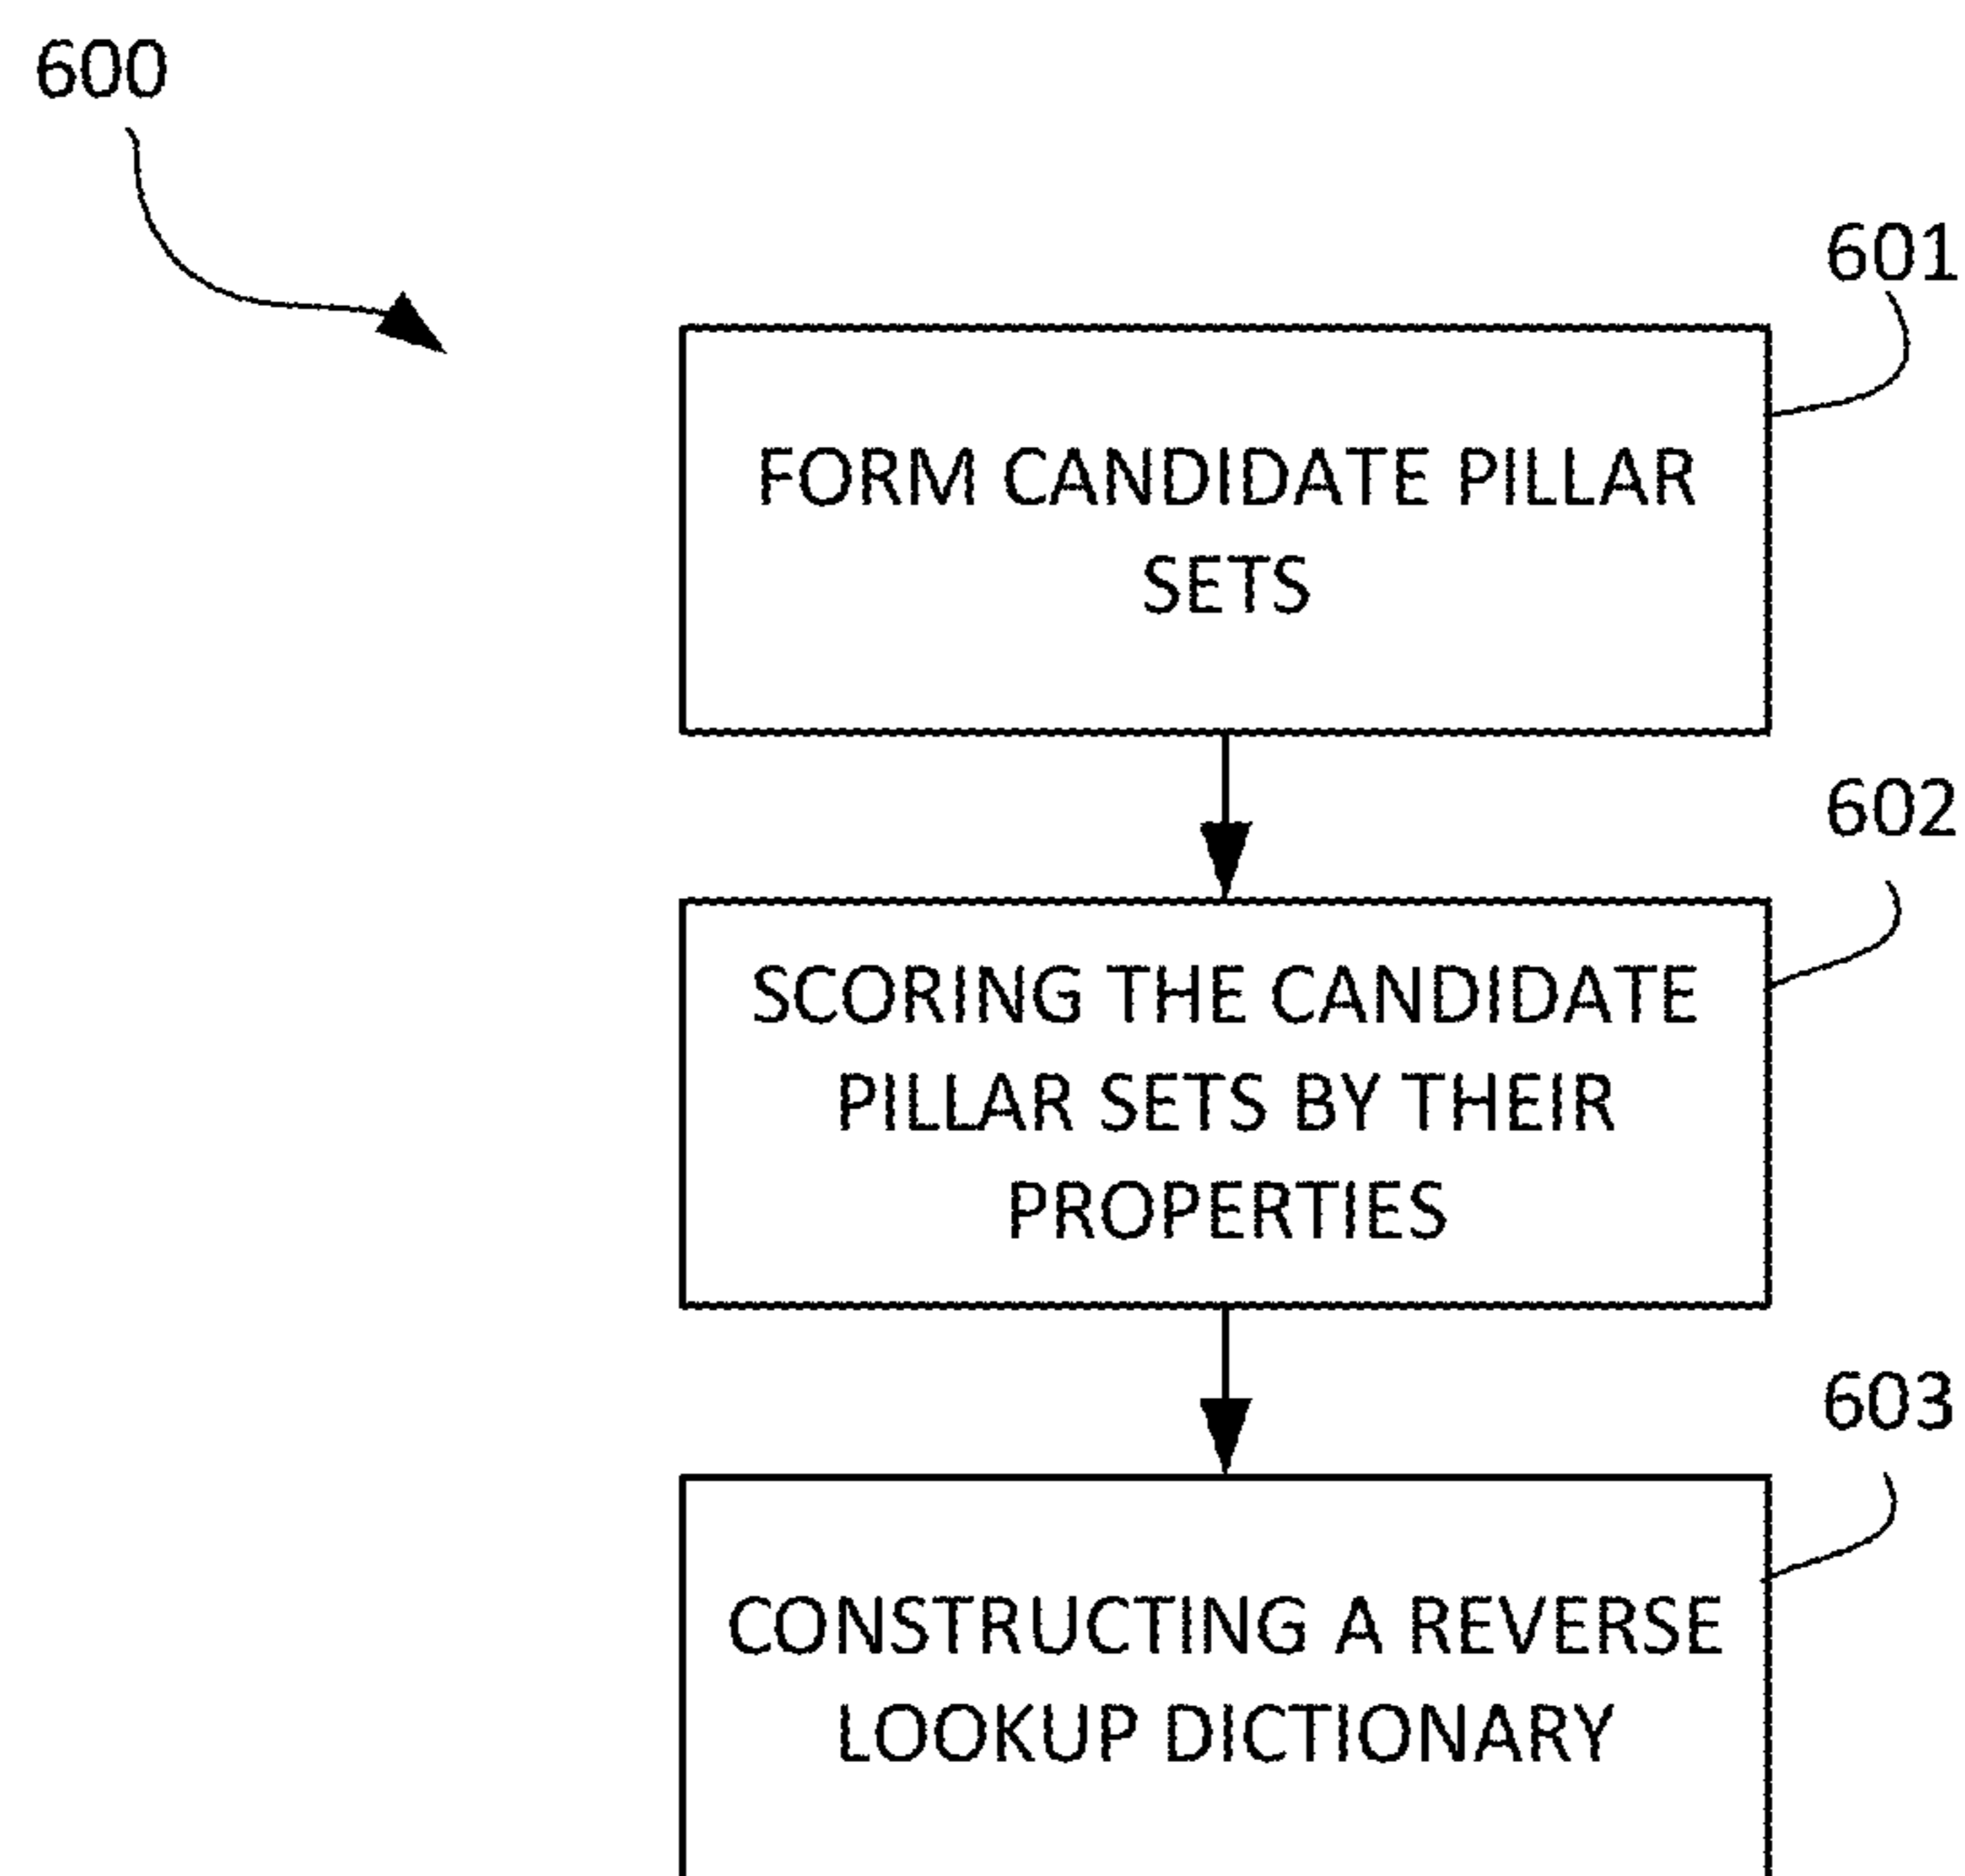 600
601
FORM CANDIDATE PILLAR
SETS
602
SCORING THE CANDIDATE
PILLAR SETS BY THEIR
PROPERTIES
603
CONSTRUCTING A REVERSE
LOOKUP DICTIONARY